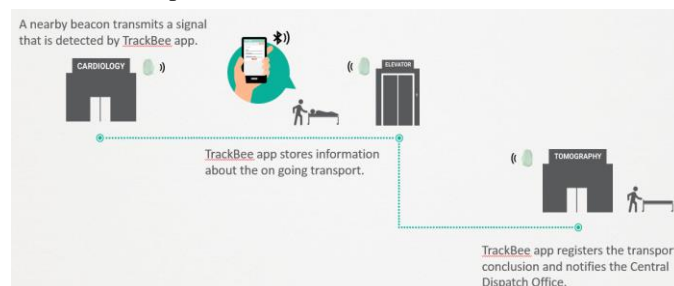 A nearby beacon transmits a signal
that is detected by TrackBee app.
CARDIOLOGY
ELEVATOR
TrackBee app stores information
about the on going transport.
TOMOGRAPHY
TrackBee app registers the transpor
conclusion and notifies the Central
Dispatch Office.